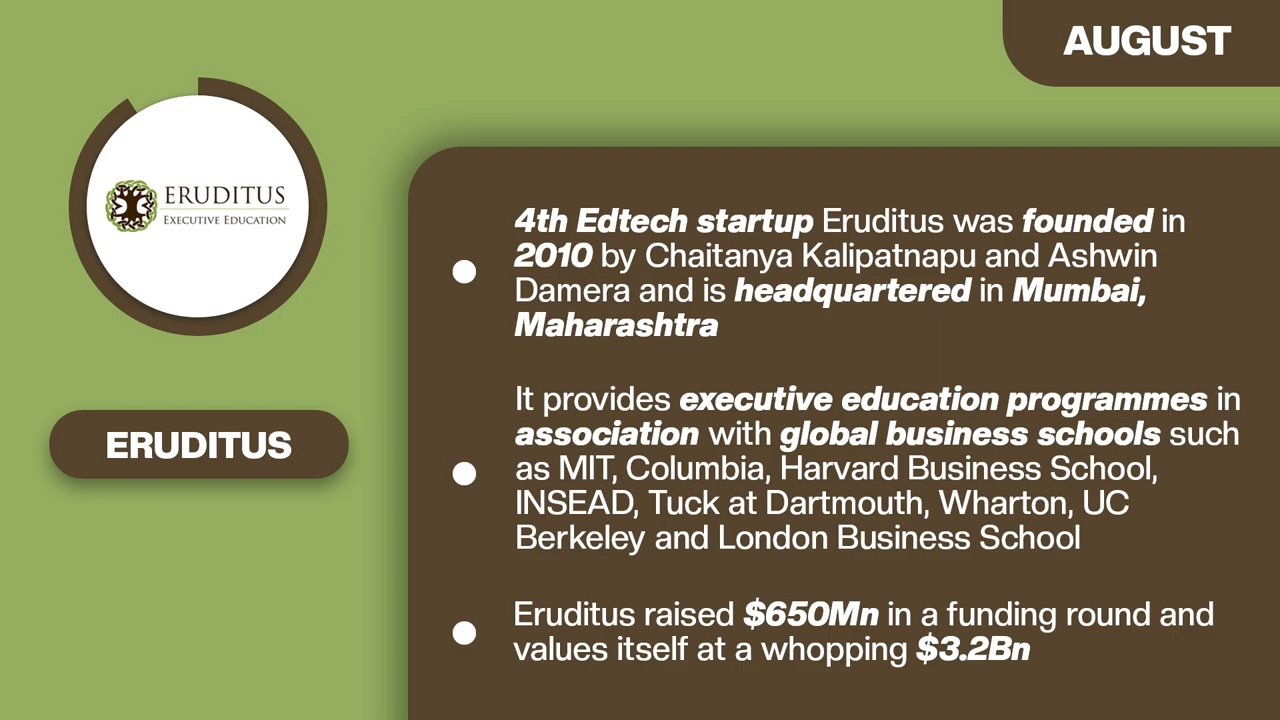 AUGUST
ERUDITUS
EXECUTIVE EDUCATION
ERUDITUS
4th Edtech startup Eruditus was founded in
2010 by Chaitanya Kalipatnapu and Ashwin
Damera and is headquartered in Mumbai,
Maharashtra
It provides executive education programmes in
association with global business schools such
as MIT, Columbia, Harvard Business School,
INSEAD, Tuck at Dartmouth, Wharton, UC
Berkeley and London Business School
Eruditus raised $650Mn in a funding round and
values itself at a whopping $3.2Bn